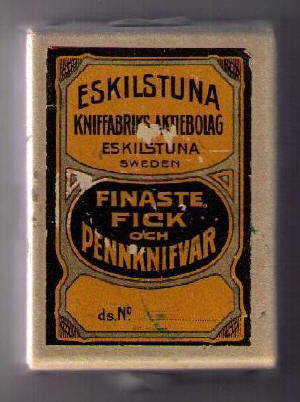 ESKILSTUNA
KNIFFABRIKS AKTIEBOLAG
ESKILSTUNA
SWEDEN
FINASTE
FICK
OCH
PENNKNIFVAR
ds. No